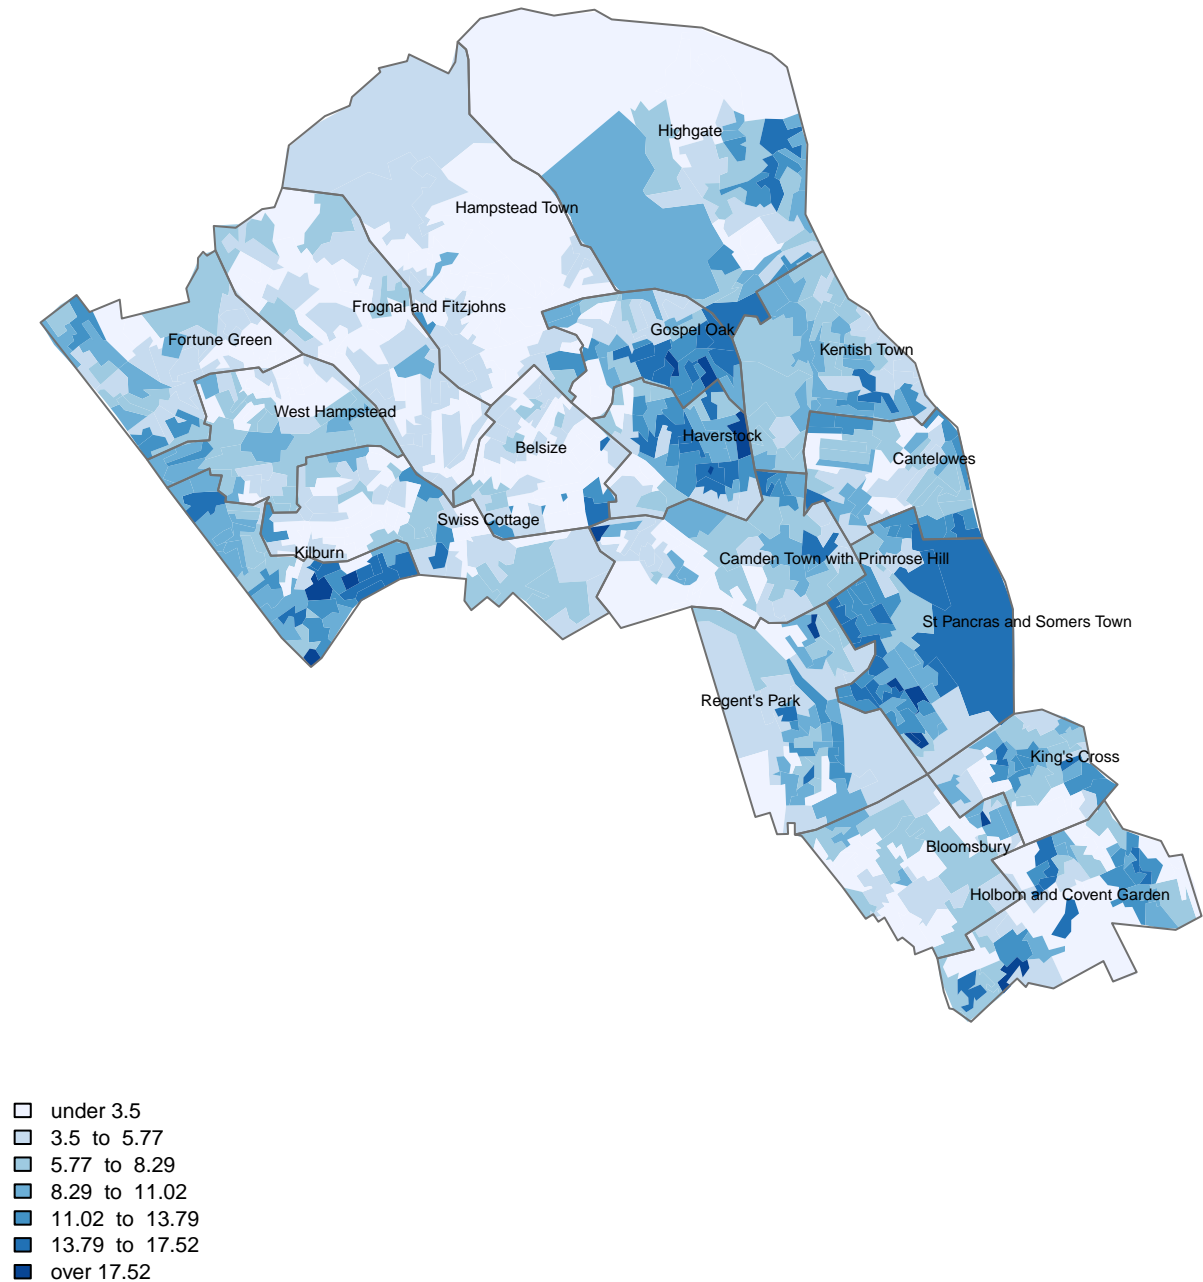 Highgate
Hampstead Town
Frognal and Fitzjohns
Gospel Oak
Fortune Green
Kentish Town
West Hampstead
Haverstock
Belsize
Cantelowes
Swiss Cottage
Kilburn
Camden Town with Primrose Hill
St Pancras and Somers Town
Regent's Park
King's Cross
Bloomsbury
Holborn and Covent Garden
under 3.5
3.5 to 5.77
5.77 to 8.29
8.29 to 11.02
11.02 to 13.79
13.79 to 17.52
over 17.52